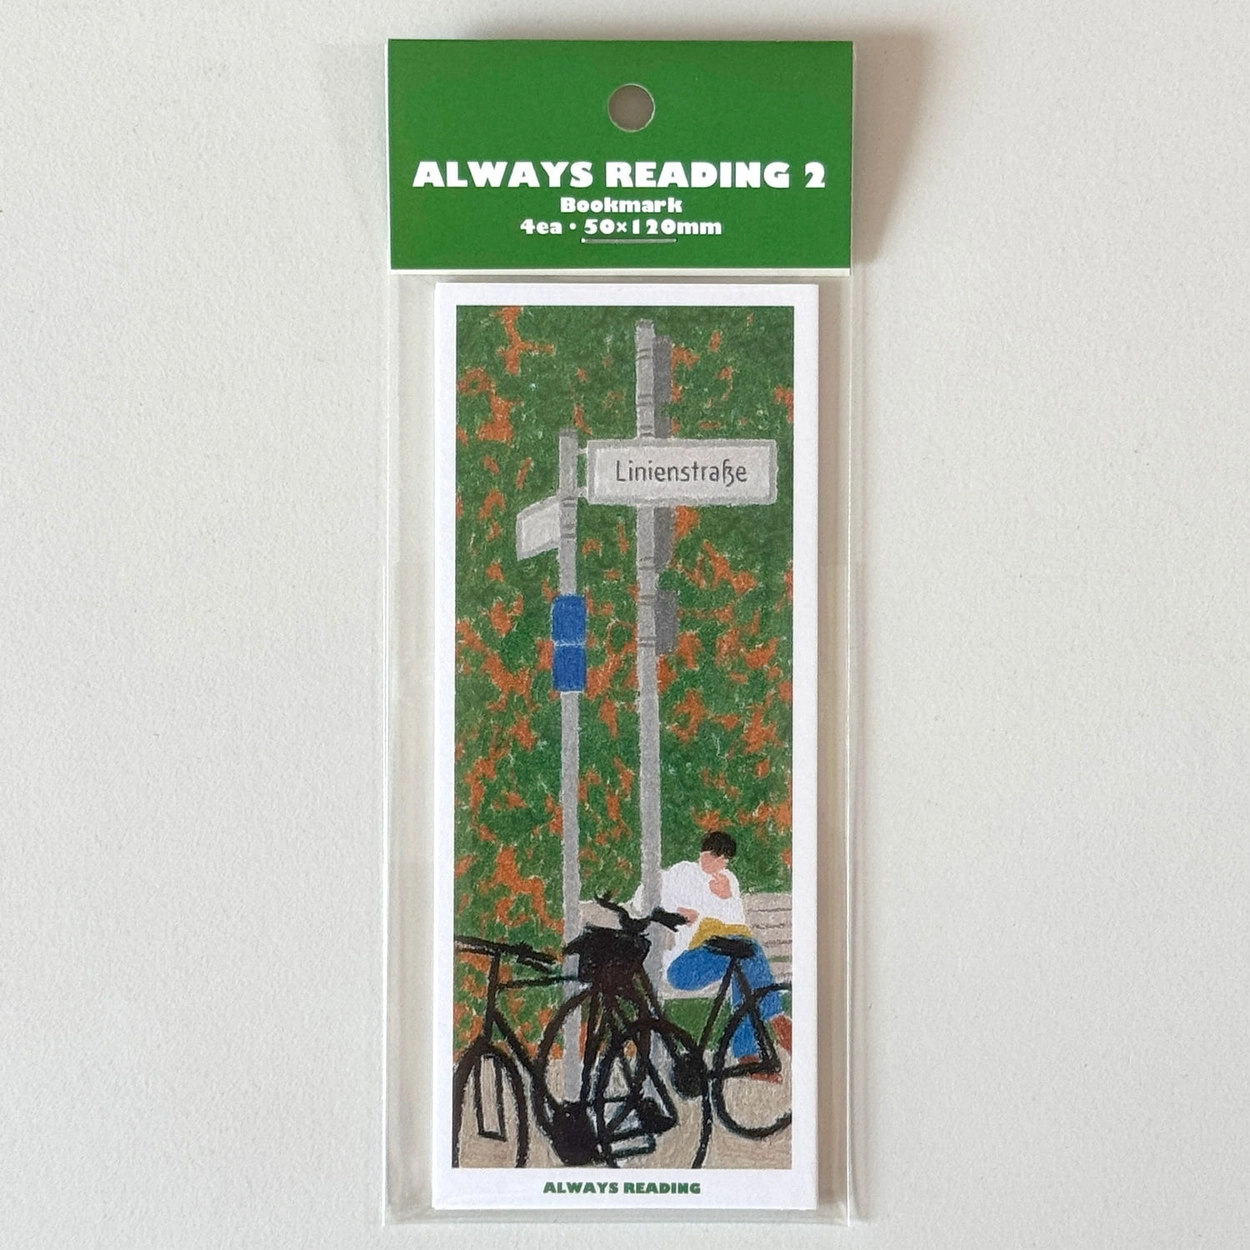 ALWAYS READING 2
Bookmark
4ea • 50×120mm
Linienstraße
ALWAYS READING